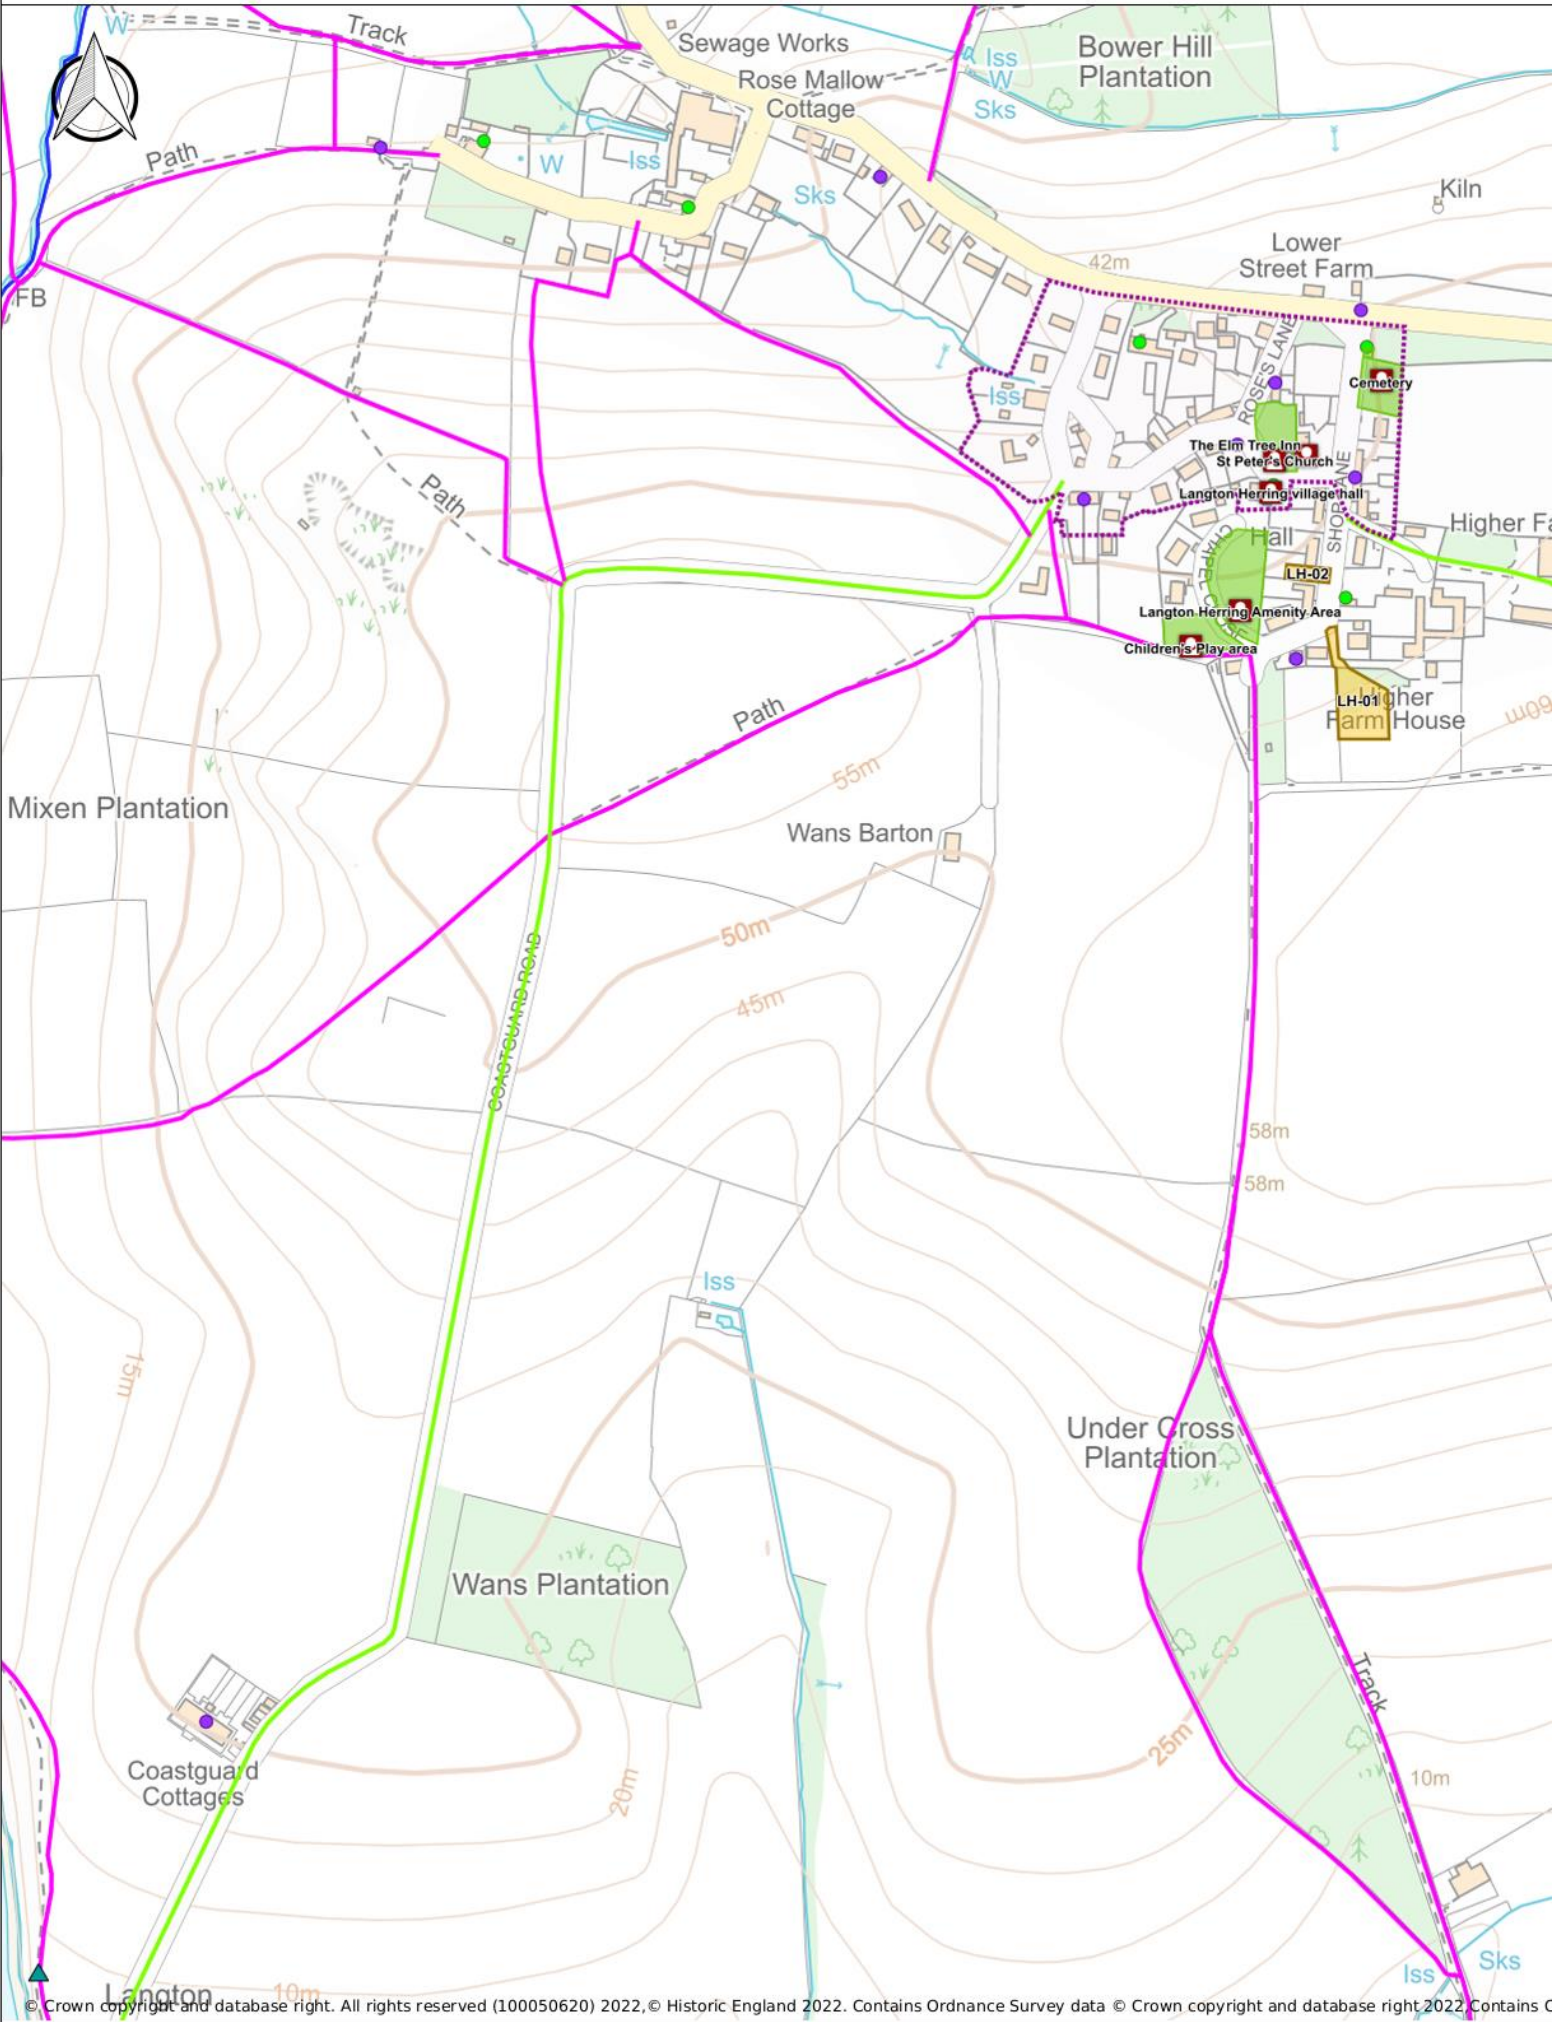 W
Track
Sewage Works
Iss
W
Sks
Bower Hill
Plantation
Rose Mallow
Cottage
Path
W
Iss
Sks
Kiln
Lower
Street Farm
42m
FB
ROSE'S LANE
Iss
Cemetery
The Elm Tree Inn
St Peter's Church
Langton Herring village hall
Path
SHOP LANE
Hall
Higher Fa
LH-02
Langton Herring Amenity Area
Children's Play area
LH-01
Higher
Farm House
60m
Path
55m
Mixen Plantation
Wans Barton
50m
COASTGUARD ROAD
45m
58m
58m
Iss
15m
Under Cross
Plantation
Wans Plantation
Track
25m
Coastguard
Cottages
20m
10m
Sks
Iss
Langton
10m
© Crown copyright and database right. All rights reserved (100050620) 2022,© Historic England 2022. Contains Ordnance Survey data © Crown copyright and database right 2022,Contains O